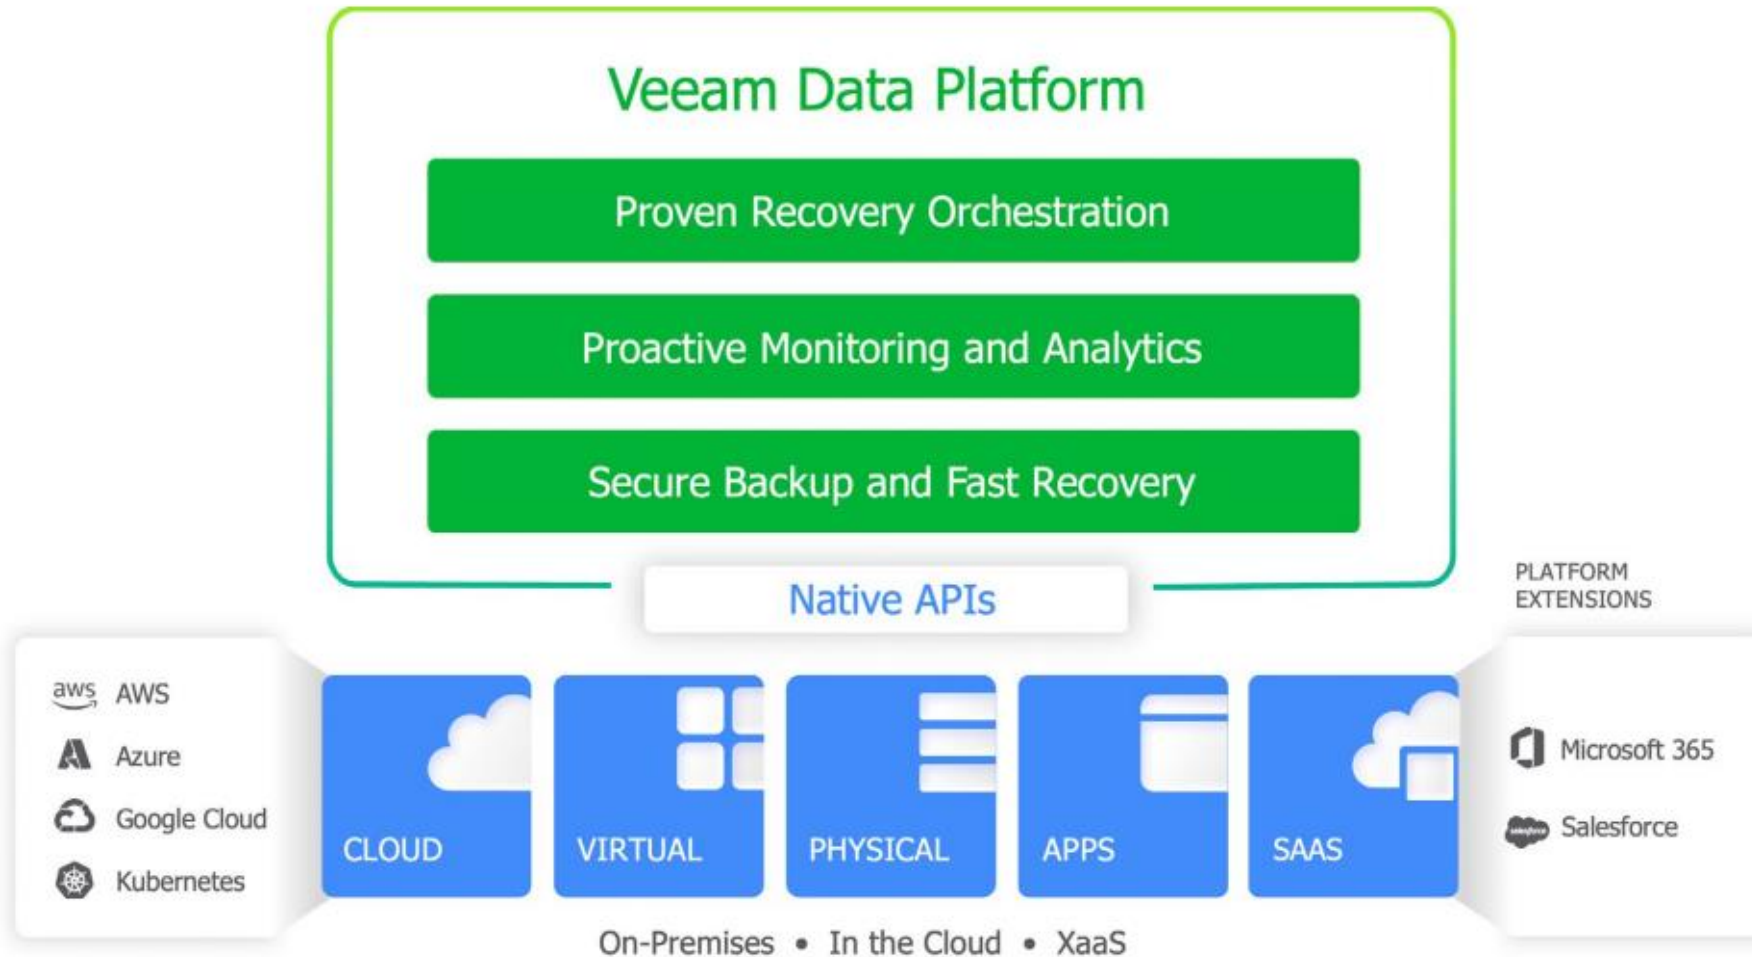 Veeam Data Platform
Proven Recovery Orchestration
Proactive Monitoring and Analytics
Secure Backup and Fast Recovery
Native APIs
PLATFORM
EXTENSIONS
aws AWS
Azure
Google Cloud
Kubernetes
CLOUD
VIRTUAL
PHYSICAL
APPS
SAAS
Microsoft 365
salesforce Salesforce
On-Premises • In the Cloud • XaaS